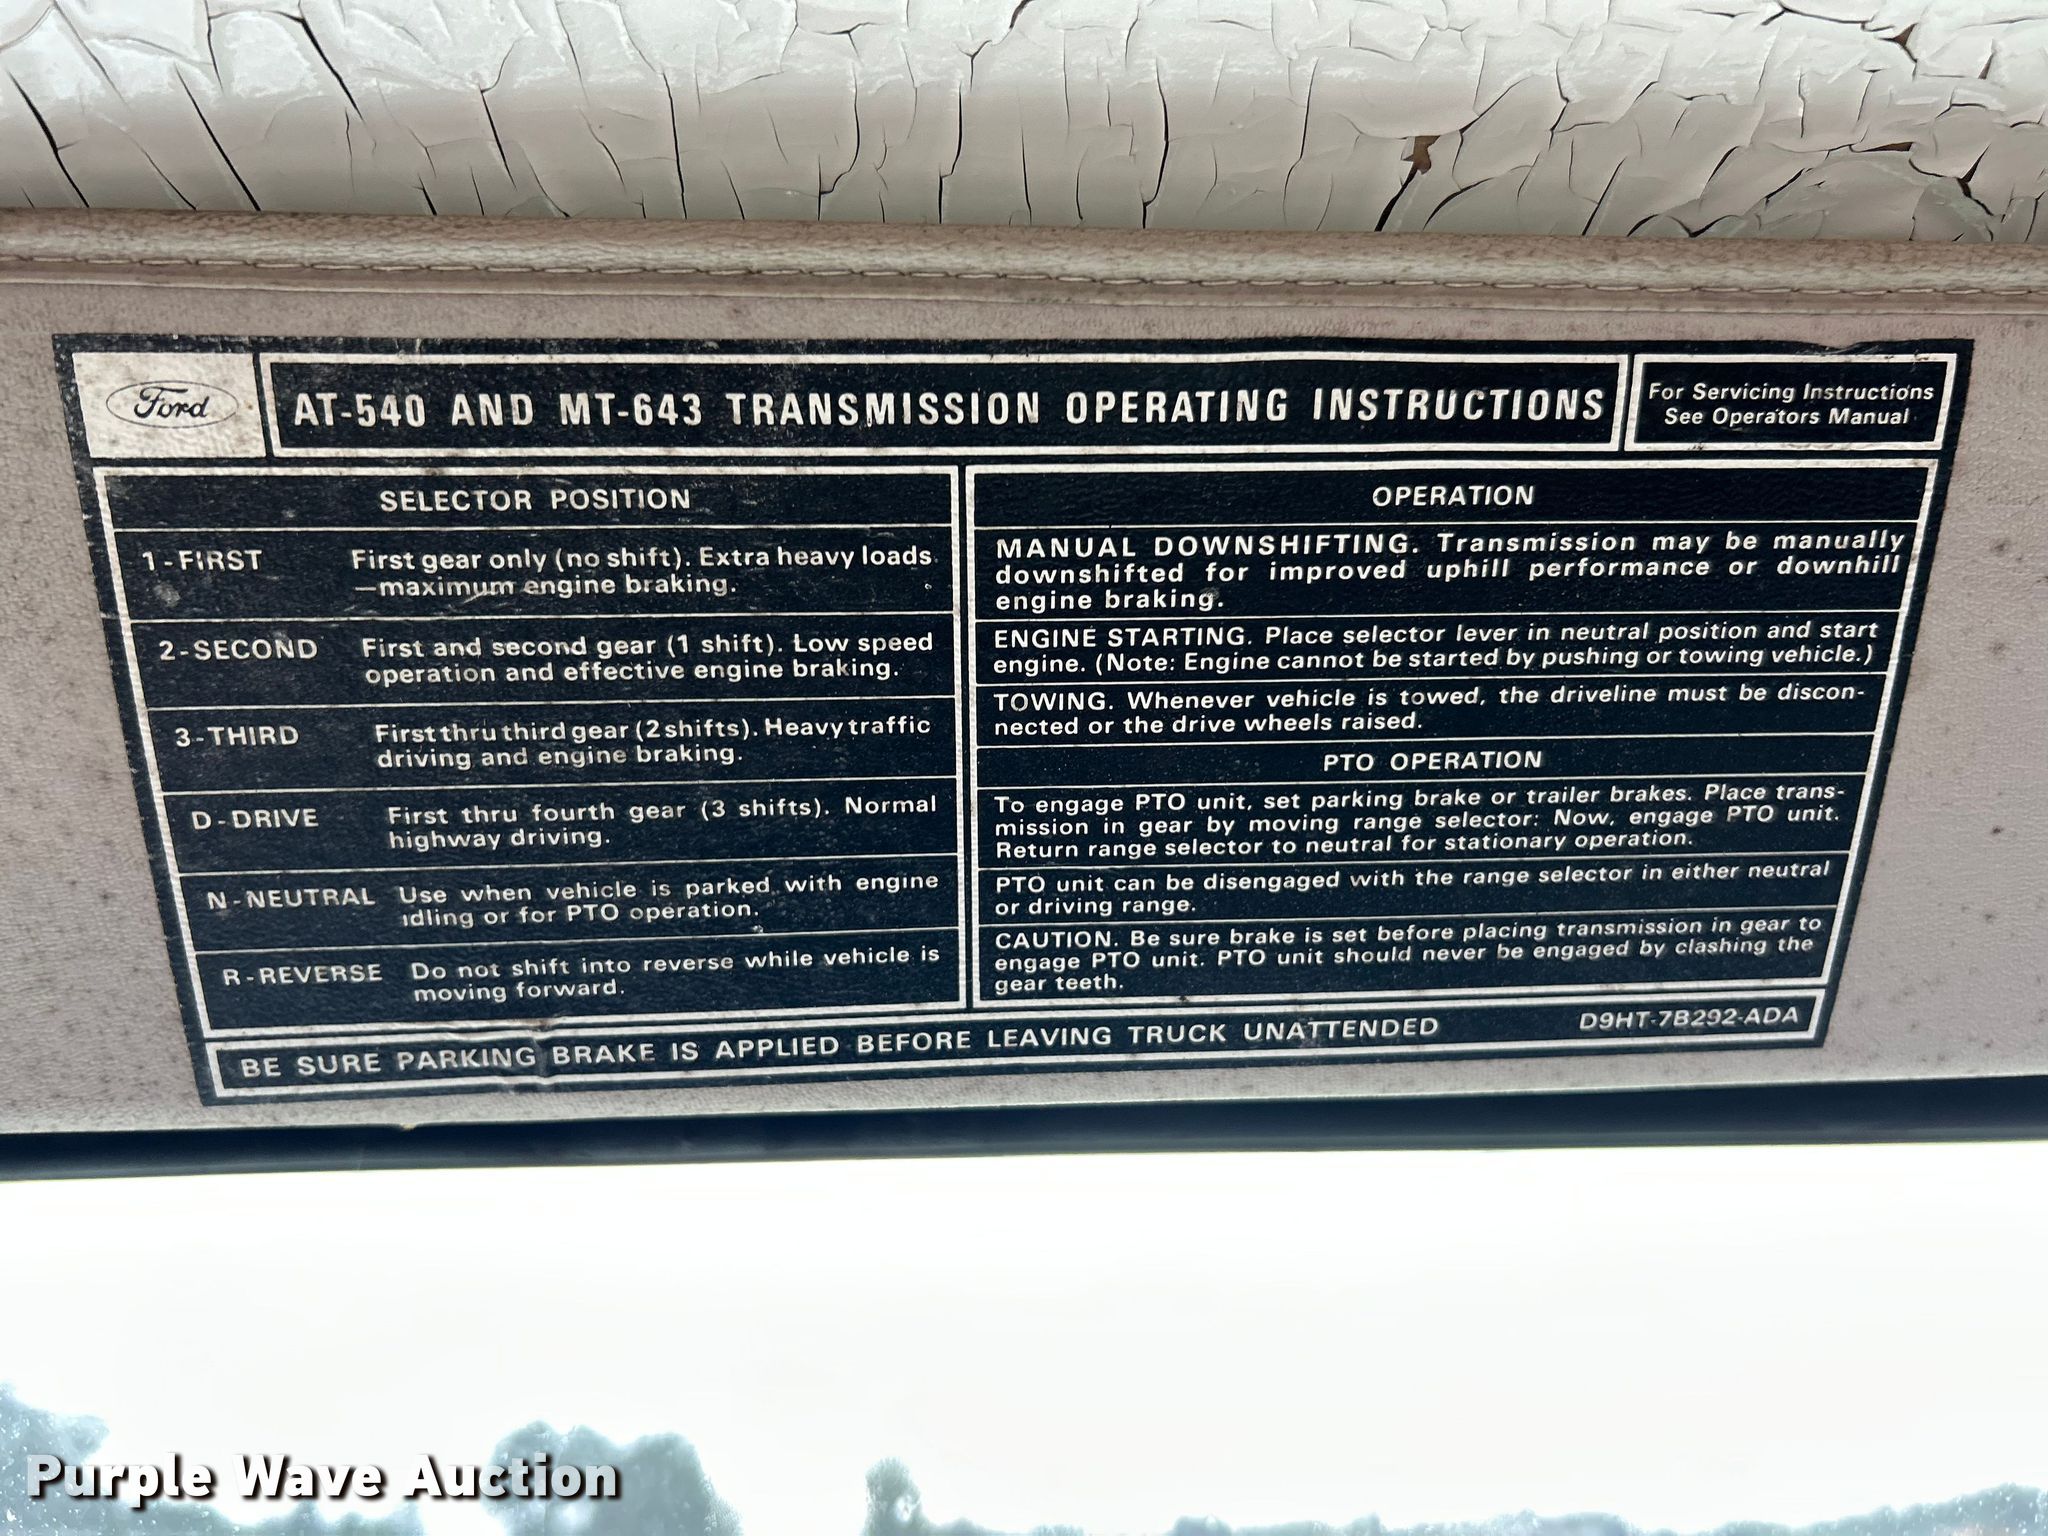 Ford
AT-540 AND MT-643 TRANSMISSION OPERATING INSTRUCTIONS
For Servicing Instructions
See Operators Manual
SELECTOR POSITION
1-FIRST First gear only (no shift). Extra heavy loads
—maximum engine braking.
2-SECOND First and second gear (1 shift). Low speed
operation and effective engine braking.
3-THIRD First thru third gear (2 shifts). Heavy traffic
driving and engine braking.
D-DRIVE First thru fourth gear (3 shifts). Normal
highway driving.
N-NEUTRAL Use when vehicle is parked with engine
idling or for PTO operation.
R-REVERSE Do not shift into reverse while vehicle is
moving forward.
OPERATION
MANUAL DOWNSHIFTING. Transmission may be manually
downshifted for improved uphill performance or downhill
engine braking.
ENGINE STARTING. Place selector lever in neutral position and start
engine. (Note: Engine cannot be started by pushing or towing vehicle.)
TOWING. Whenever vehicle is towed, the driveline must be discon-
nected or the drive wheels raised.
PTO OPERATION
To engage PTO unit, set parking brake or trailer brakes. Place trans-
mission in gear by moving range selector: Now, engage PTO unit.
Return range selector to neutral for stationary operation.
PTO unit can be disengaged with the range selector in either neutral
or driving range.
CAUTION. Be sure brake is set before placing transmission in gear to
engage PTO unit. PTO unit should never be engaged by clashing the
gear teeth.
BE SURE PARKING BRAKE IS APPLIED BEFORE LEAVING TRUCK UNATTENDED
D9HT-7B292-ADA
Purple Wave Auction